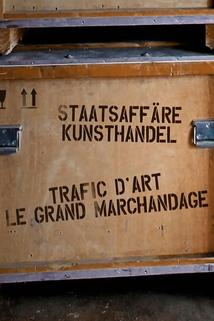 STAATSAFFÄRE
KUNSTHANDEL
TRAFIC D'ART
LE GRAND MARCHANDAGE